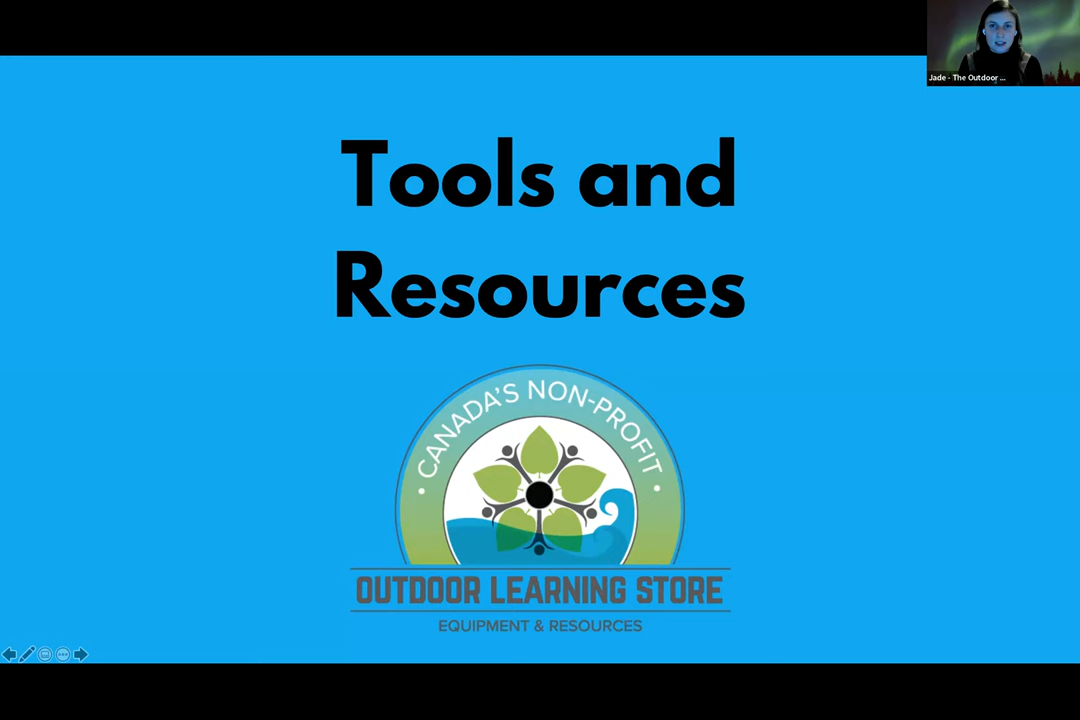 Jade - The Outdoor ...
Tools and
Resources
• CANADA'S NON-PROFIT •
OUTDOOR LEARNING STORE
EQUIPMENT & RESOURCES